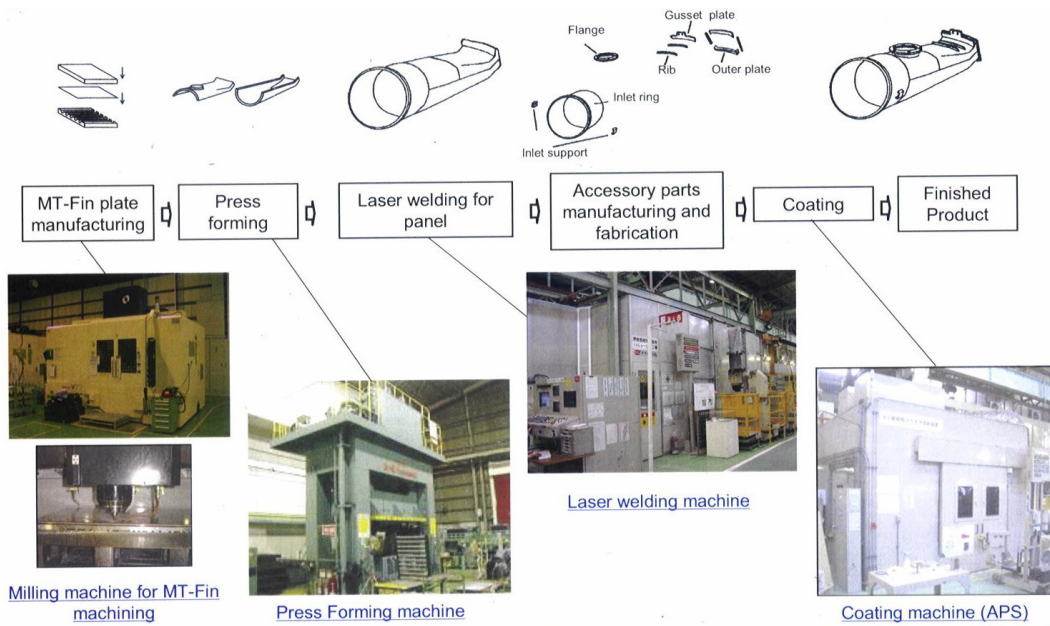 Gusset plate
Flange
Rib
Outer plate
Inlet ring
Inlet support
MT-Fin plate
manufacturing
Press
forming
Laser welding for
panel
Accessory parts
manufacturing and
fabrication
Coating
Finished
Product
Laser welding machine
Milling machine for MT-Fin
machining
Press Forming machine
Coating machine (APS)